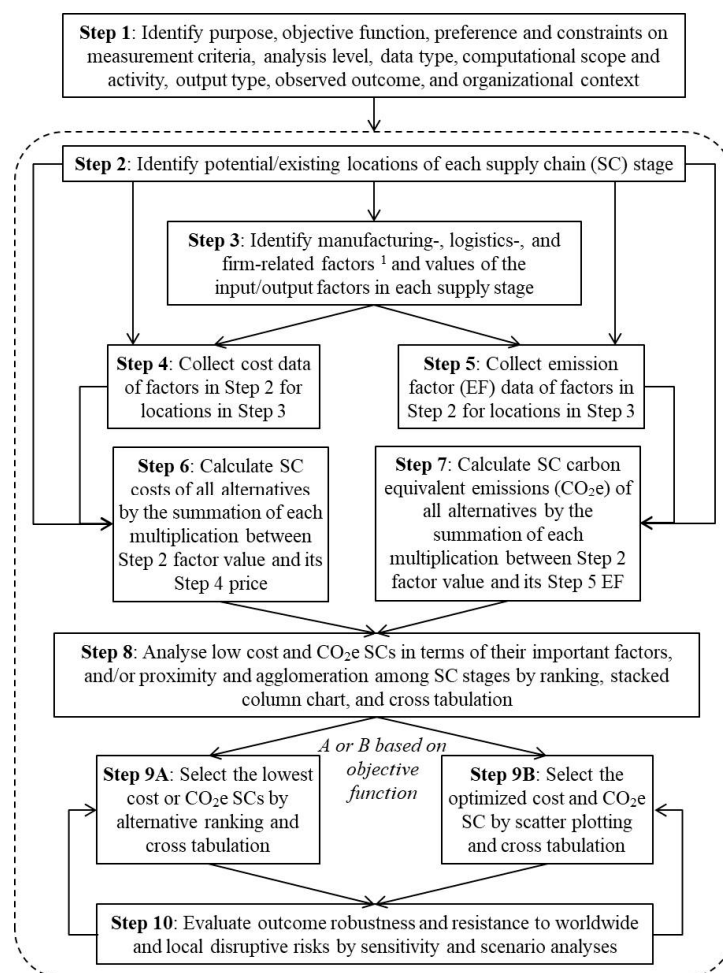 Step 1: Identify purpose, objective function, preference and constraints on
measurement criteria, analysis level, data type, computational scope and
activity, output type, observed outcome, and organizational context
Step 2: Identify potential/existing locations of each supply chain (SC) stage
Step 3: Identify manufacturing-, logistics-, and
firm-related factors ¹ and values of the
input/output factors in each supply stage
Step 4: Collect cost data
of factors in Step 2 for
locations in Step 3
Step 5: Collect emission
factor (EF) data of factors in
Step 2 for locations in Step 3
Step 6: Calculate SC
costs of all alternatives
by the summation of each
multiplication between
Step 2 factor value and its
Step 4 price
Step 7: Calculate SC carbon
equivalent emissions (CO₂e) of
all alternatives by the
summation of each
multiplication between Step 2
factor value and its Step 5 EF
Step 8: Analyse low cost and CO₂e SCs in terms of their important factors,
and/or proximity and agglomeration among SC stages by ranking, stacked
column chart, and cross tabulation
A or B based on
objective
function
Step 9A: Select the lowest
cost or CO₂e SCs by
alternative ranking and
cross tabulation
Step 9B: Select the
optimized cost and CO₂e
SC by scatter plotting
and cross tabulation
Step 10: Evaluate outcome robustness and resistance to worldwide
and local disruptive risks by sensitivity and scenario analyses